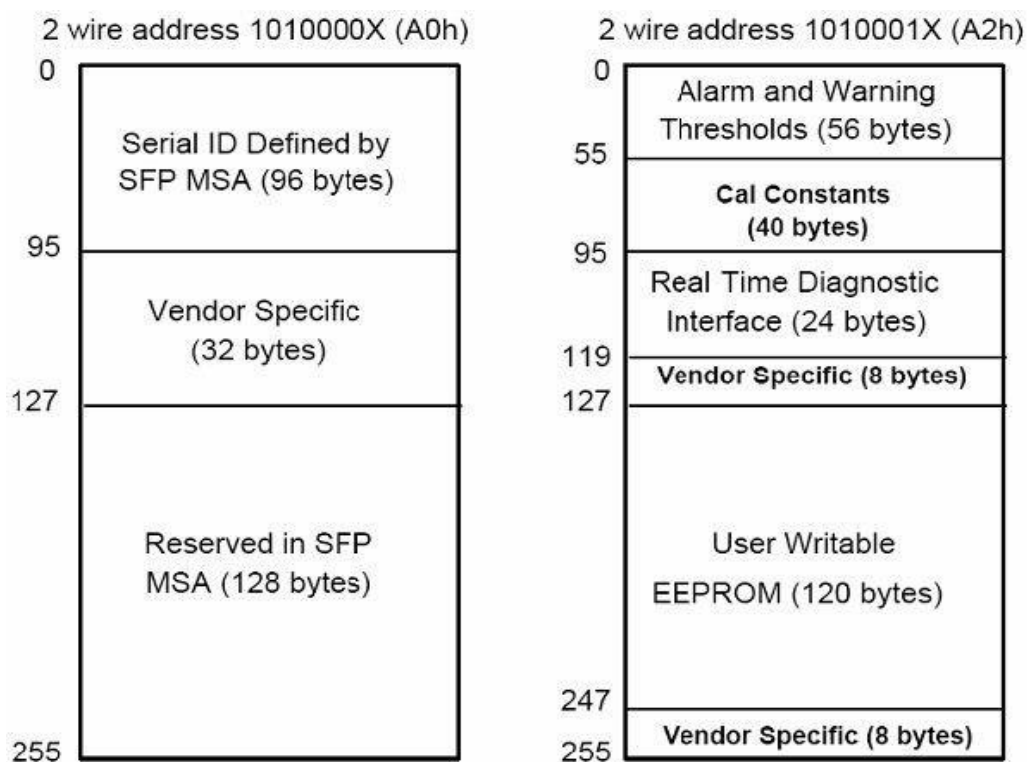 2 wire address 1010000X (A0h)
0
Serial ID Defined by
SFP MSA (96 bytes)
95
Vendor Specific
(32 bytes)
127
Reserved in SFP
MSA (128 bytes)
255
2 wire address 1010001X (A2h)
0
Alarm and Warning
Thresholds (56 bytes)
55
Cal Constants
(40 bytes)
95
Real Time Diagnostic
Interface (24 bytes)
119
Vendor Specific (8 bytes)
127
User Writable
EEPROM (120 bytes)
247
Vendor Specific (8 bytes)
255